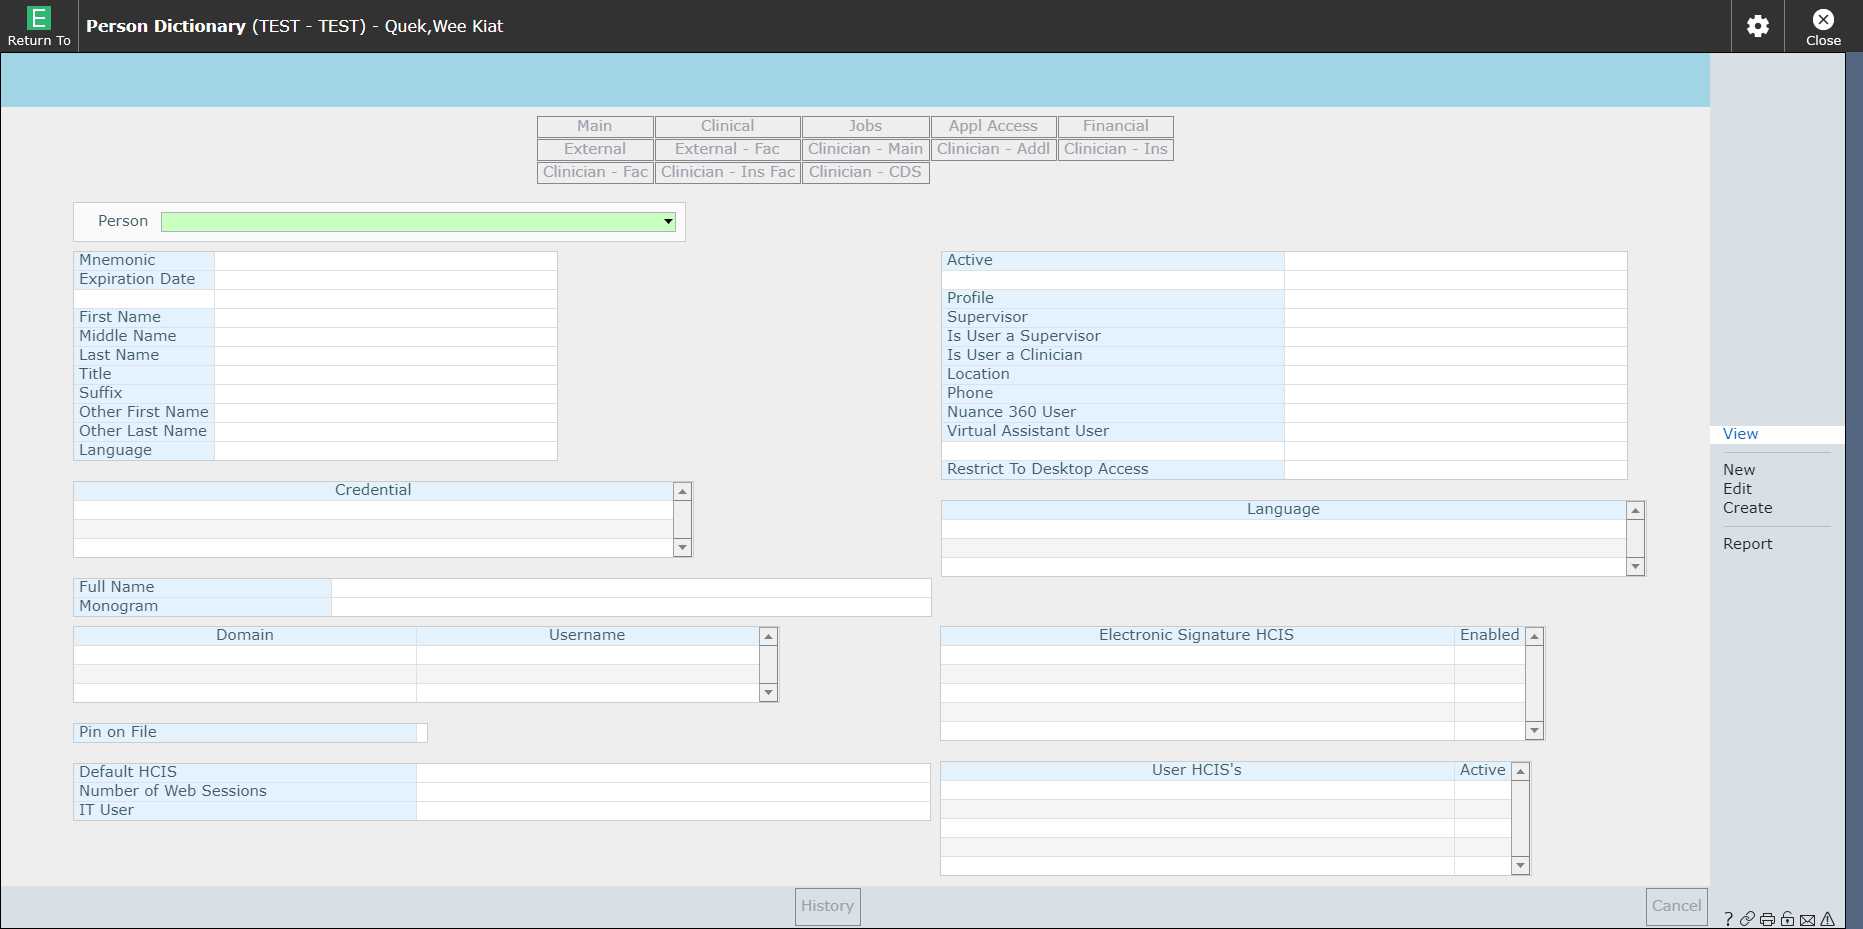 E
Return To
Person Dictionary (TEST - TEST) - Quek,Wee Kiat
Close
Main Clinical Jobs Appl Access Financial
External External - Fac Clinician - Main Clinician - Addl Clinician - Ins
Clinician - Fac Clinician - Ins Fac Clinician - CDS
Person
Mnemonic
Expiration Date
First Name
Middle Name
Last Name
Title
Suffix
Other First Name
Other Last Name
Language
Active
Profile
Supervisor
Is User a Supervisor
Is User a Clinician
Location
Phone
Nuance 360 User
Virtual Assistant User
Restrict To Desktop Access
Credential
Language
Full Name
Monogram
Domain Username
Electronic Signature HCIS Enabled
Pin on File
Default HCIS
Number of Web Sessions
IT User
User HCIS's Active
View
New
Edit
Create
Report
History
Cancel
?